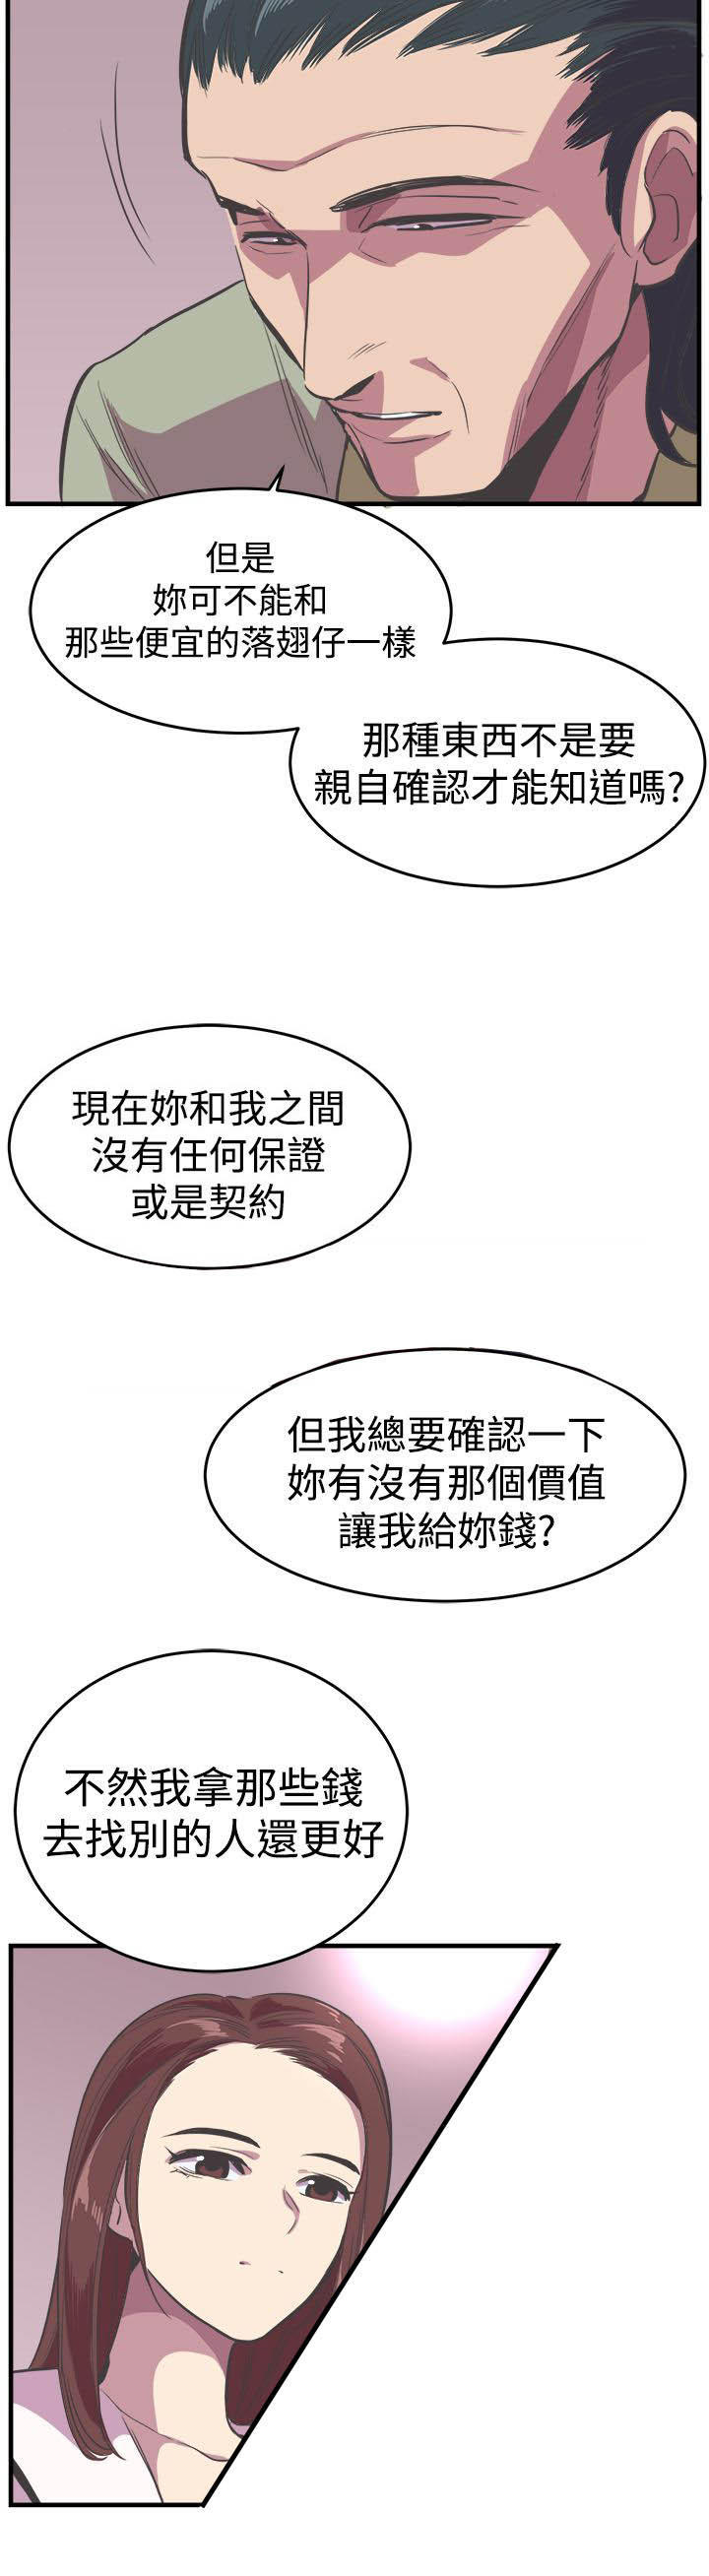 但是
妳可不能和
那些便宜的落翅仔一樣
那種東西不是要
親自確認才能知道嗎?
現在妳和我之間
沒有任何保證
或是契約
但我總要確認一下
妳有沒有那個價值
讓我給妳錢?
不然我拿那些錢
去找別的人還更好